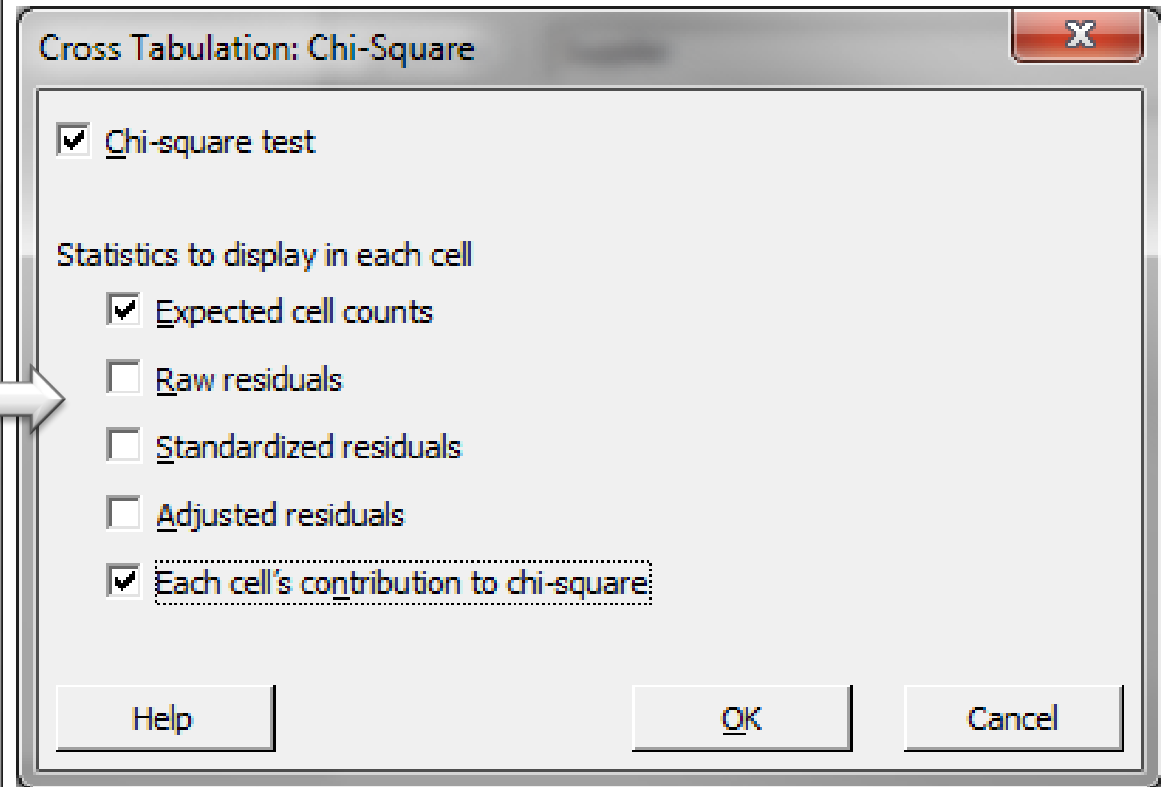 Cross Tabulation: Chi-Square
Chi-square test
Statistics to display in each cell
Expected cell counts
Raw residuals
Standardized residuals
Adjusted residuals
Each cell's contribution to chi-square
Help OK Cancel